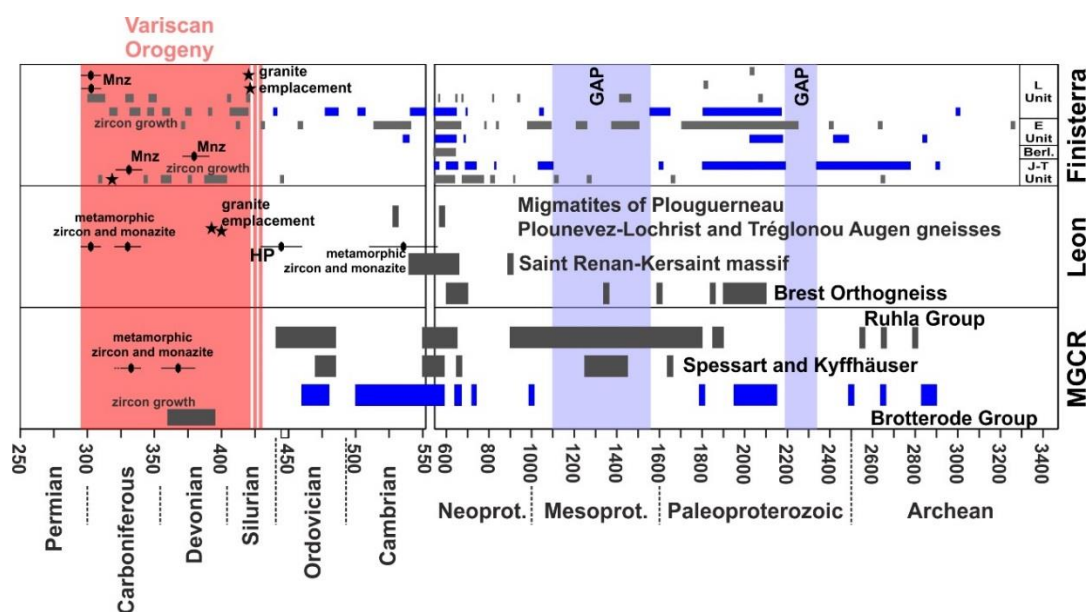 Variscan
Orogeny
Mnz
granite
emplacement
GAP
GAP
L
Unit
zircon growth
E
Unit
Mnz
Berl.
zircon growth
J-T
Unit
Finisterra
granite
emplacement
metamorphic
zircon and monazite
HP
metamorphic
zircon and monazite
Migmatites of Plouguerneau
Plounevez-Lochrist and Tréglonou Augen gneisses
Saint Renan-Kersaint massif
Brest Orthogneiss
Leon
Ruhla Group
metamorphic
zircon and monazite
Spessart and Kyffhäuser
zircon growth
Brotterode Group
MGCR
250 300 350 400 450 500 550 600 800 1000 1200 1400 1600 1800 2000 2200 2400 2600 2800 3000 3200 3400
Permian
Carboniferous
Devonian
Silurian
Ordovician
Cambrian
Neoprot.
Mesoprot.
Paleoproterozoic
Archean